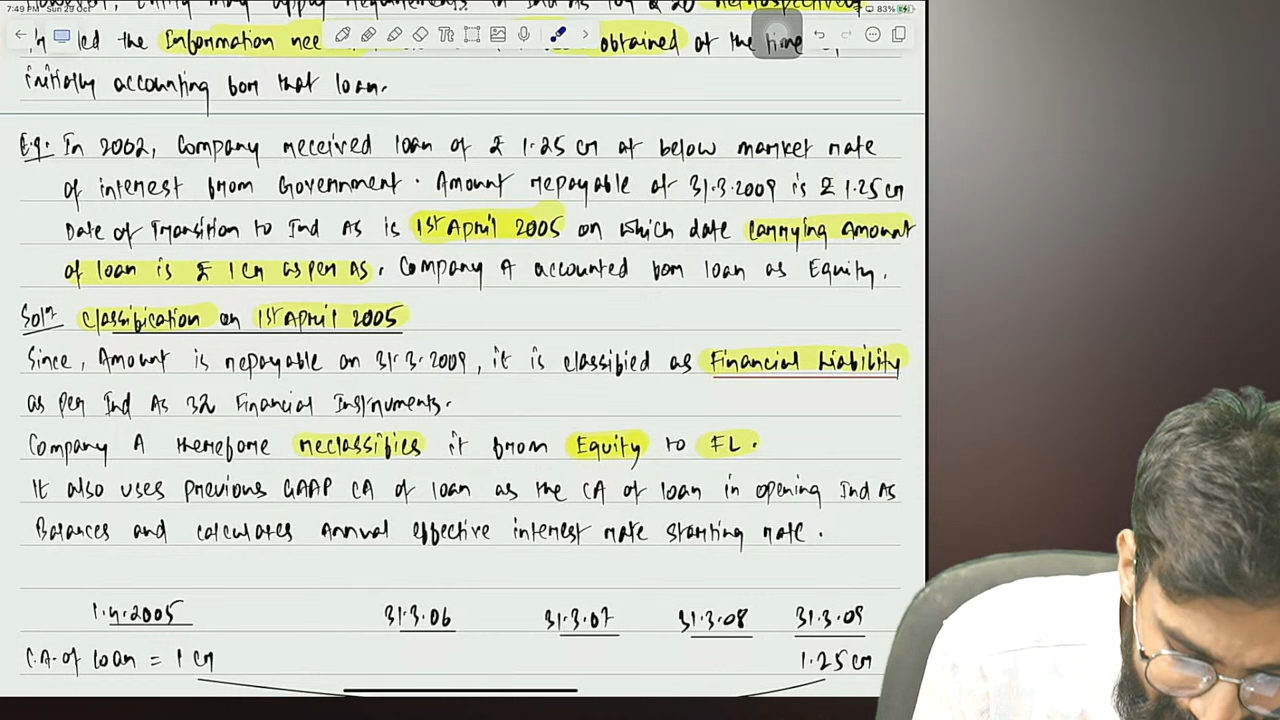 7:49 PM Sun 29 Oct
83%
the Information nee obtained at the time
initially accounting for that loan.
E.g. In 2002, Company received loan of ₹ 1.25 cr at below market rate
of interest from Government. Amount repayable at 31.3.2009 is ₹ 1.25 cr
Date of Transition to Ind AS is 1st April 2005 on which date carrying Amount
of loan is ₹ 1 cr as per AS. Company A accounted for loan as Equity.
Soln classification on 1st April 2005
Since, Amount is repayable on 31.3.2009, it is classified as Financial Liability
as per Ind AS 32 Financial Instruments.
Company A therefore reclassifies it from Equity to FL.
It also uses previous GAAP CA of loan as the CA of loan in opening Ind AS
Balances and calculates Annual effective interest rate starting rate.
1.4.2005 31.3.06 31.3.07 31.3.08 31.3.09
C.A. of loan = 1 cr 1.25 cr